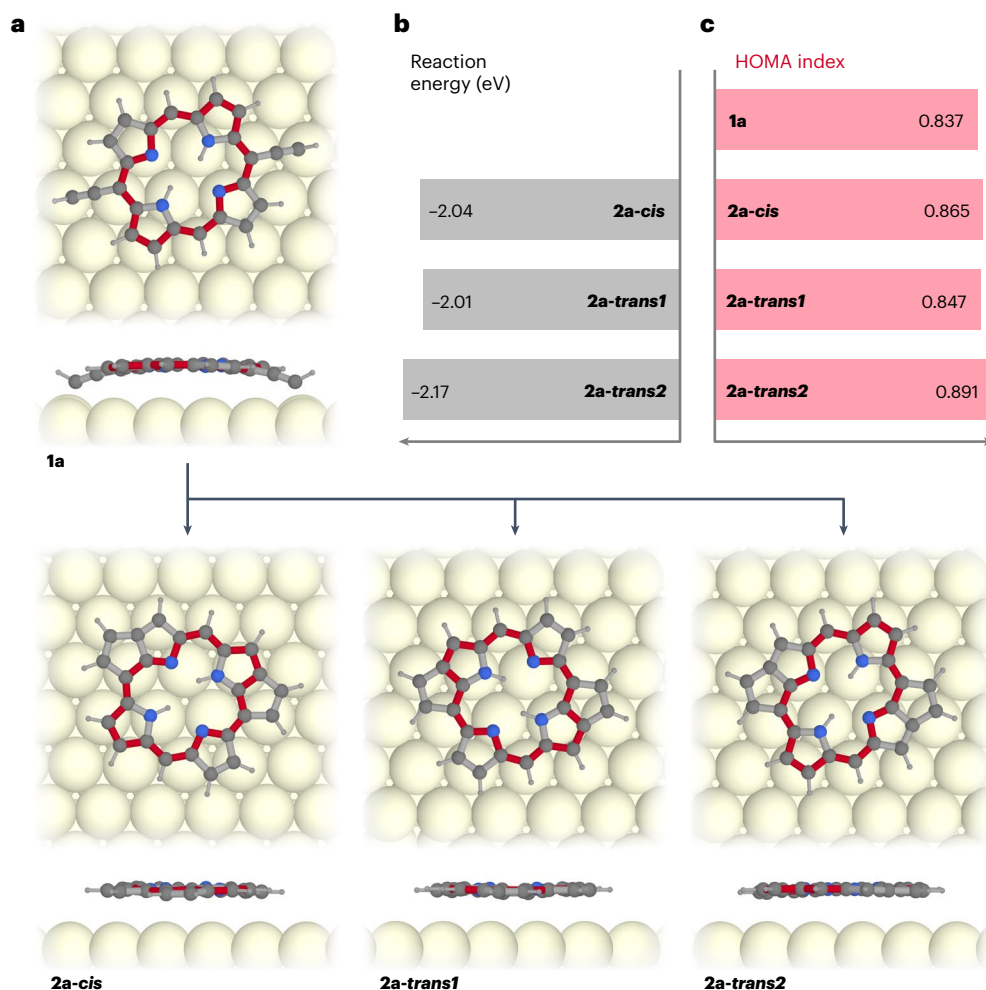 a
b
c
Reaction
energy (eV)
HOMA index
1a
0.837
−2.04
2a-cis
2a-cis
0.865
−2.01
2a-trans1
2a-trans1
0.847
−2.17
2a-trans2
2a-trans2
0.891
1a
2a-cis
2a-trans1
2a-trans2